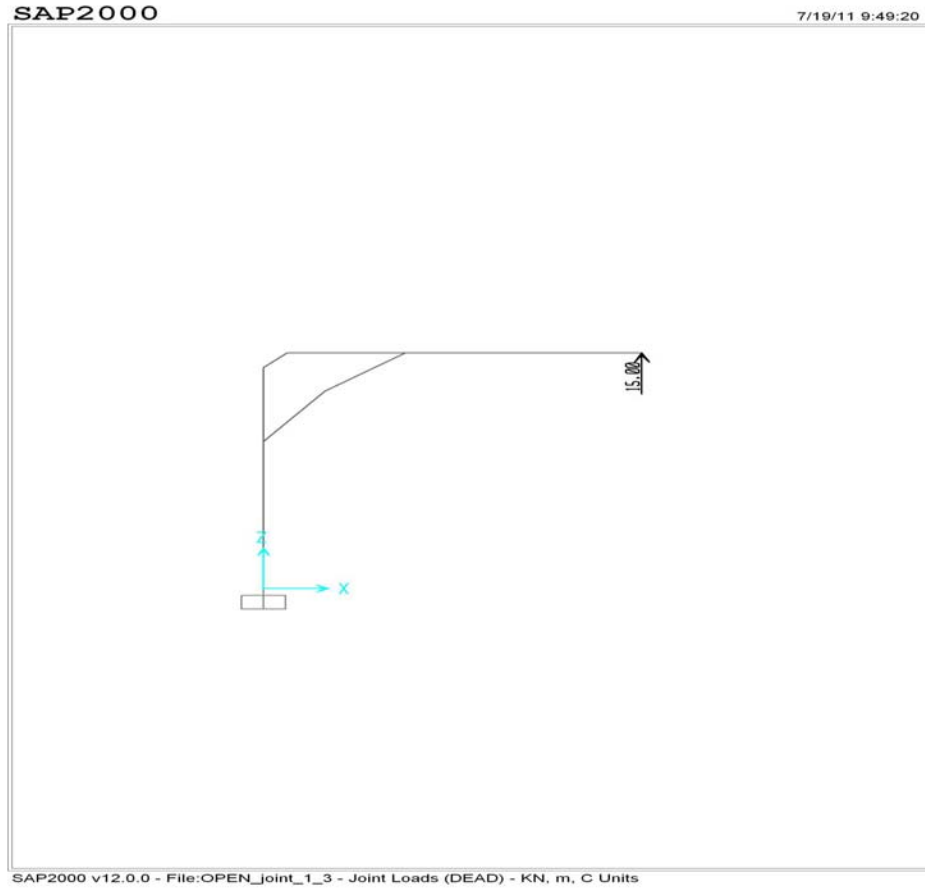 SAP2000
7/19/11 9:49:20
15.00
Z
X
SAP2000 v12.0.0 - File:OPEN_joint_1_3 - Joint Loads (DEAD) - KN, m, C Units